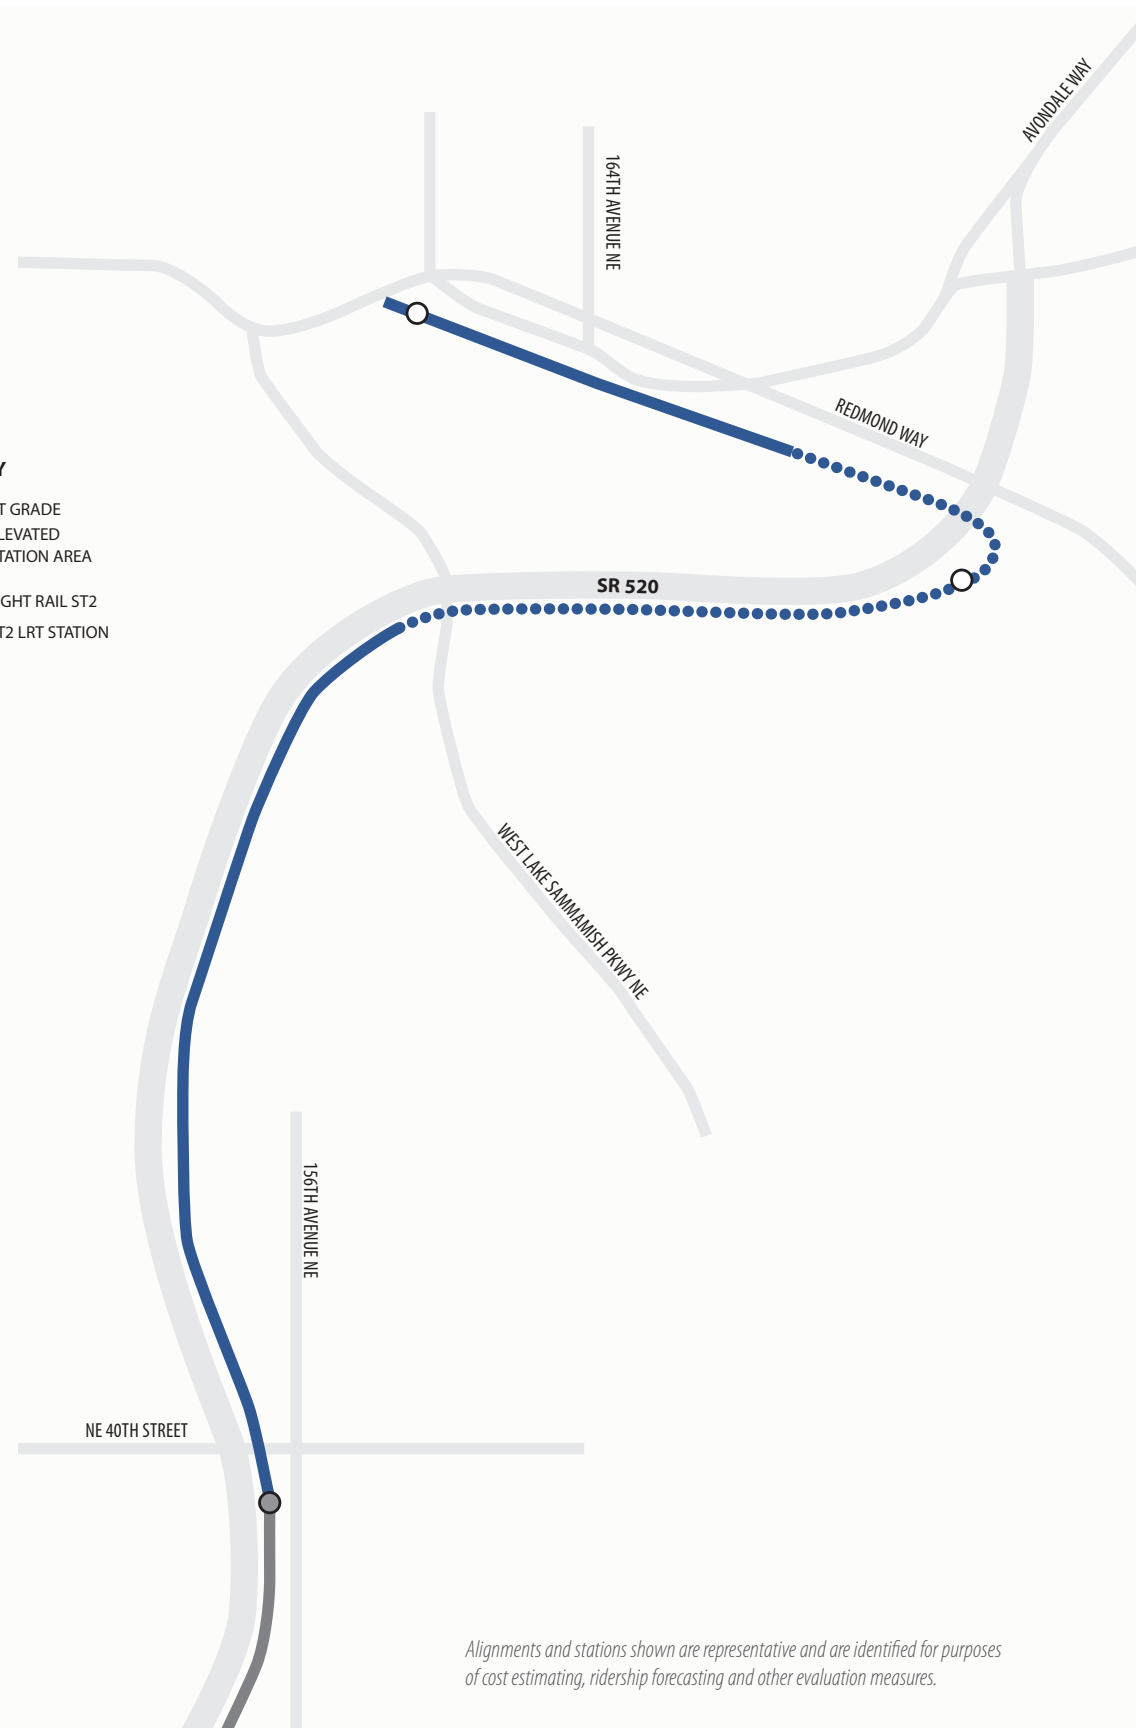 AVONDALE WAY
164TH AVENUE NE
REDMOND WAY
Y
T GRADE
LEVATED
TATION AREA
GHT RAIL ST2
T2 LRT STATION
SR 520
WEST LAKE SAMMAMISH PKWY NE
156TH AVENUE NE
NE 40TH STREET
Alignments and stations shown are representative and are identified for purposes
of cost estimating, ridership forecasting and other evaluation measures.